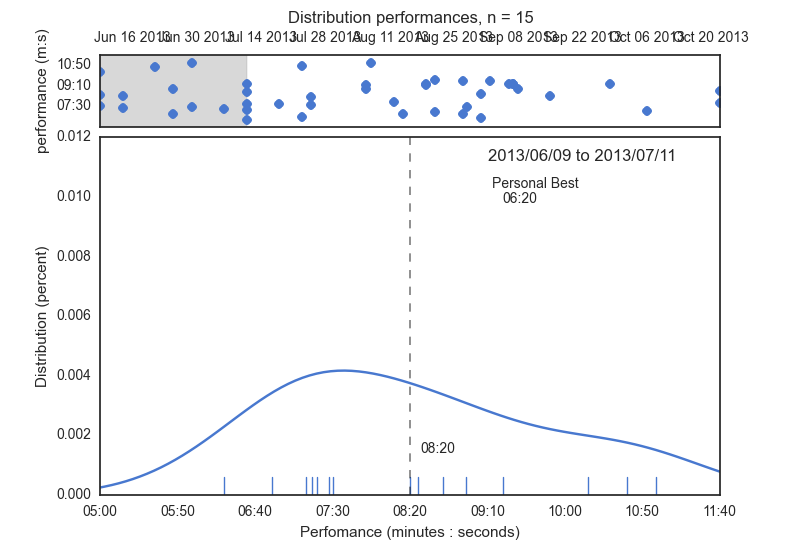 Distribution performances, n = 15
Jun 16 2013 Jun 30 2013 Jul 14 2013 Jul 28 2013 Aug 11 2013 Aug 25 2013 Sep 08 2013 Sep 22 2013 Oct 06 2013 Oct 20 2013
performance (m:s)
10:50
09:10
07:30
0.012
0.010
0.008
0.006
0.004
0.002
0.000
Distribution (percent)
2013/06/09 to 2013/07/11
Personal Best
06:20
08:20
05:00 05:50 06:40 07:30 08:20 09:10 10:00 10:50 11:40
Perfomance (minutes : seconds)